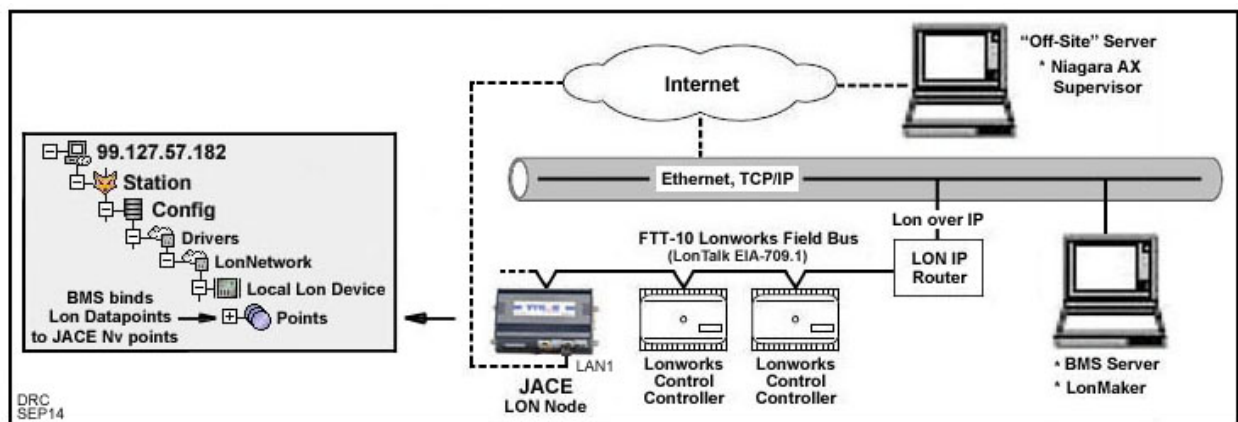 Internet
"Off-Site" Server
* Niagara AX
Supervisor
99.127.57.182
Station
Config
Drivers
LonNetwork
Local Lon Device
Points
BMS binds
Lon Datapoints
to JACE Nv points
Ethernet, TCP/IP
Lon over IP
FTT-10 Lonworks Field Bus
(LonTalk EIA-709.1)
LON IP
Router
LAN1
JACE
LON Node
Lonworks
Control
Controller
Lonworks
Control
Controller
* BMS Server
* LonMaker
DRC
SEP14